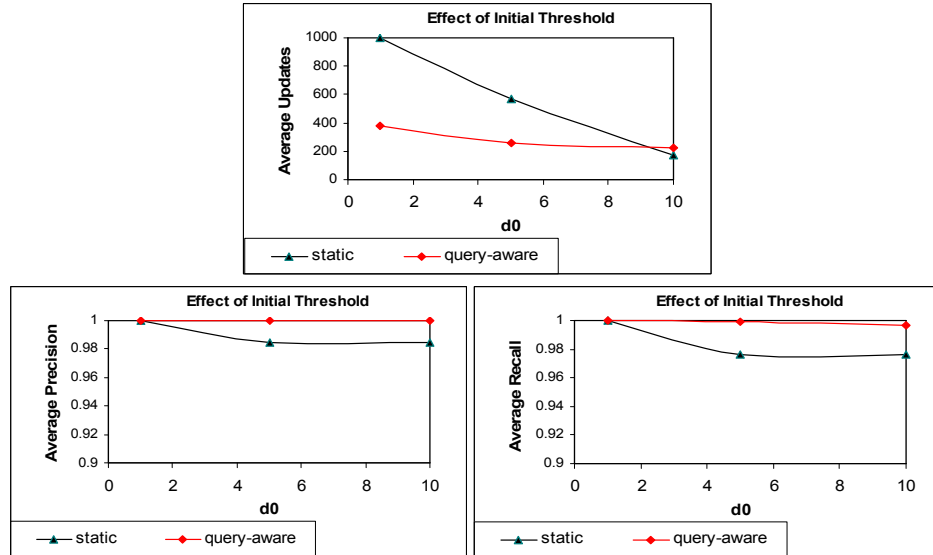 Effect of Initial Threshold
Average Updates
1000
800
600
400
200
0
0 2 4 6 8 10
d0
static query-aware
Effect of Initial Threshold
Average Precision
1
0.98
0.96
0.94
0.92
0.9
0 2 4 6 8 10
d0
static query-aware
Effect of Initial Threshold
Average Recall
1
0.98
0.96
0.94
0.92
0.9
0 2 4 6 8 10
d0
static query-aware